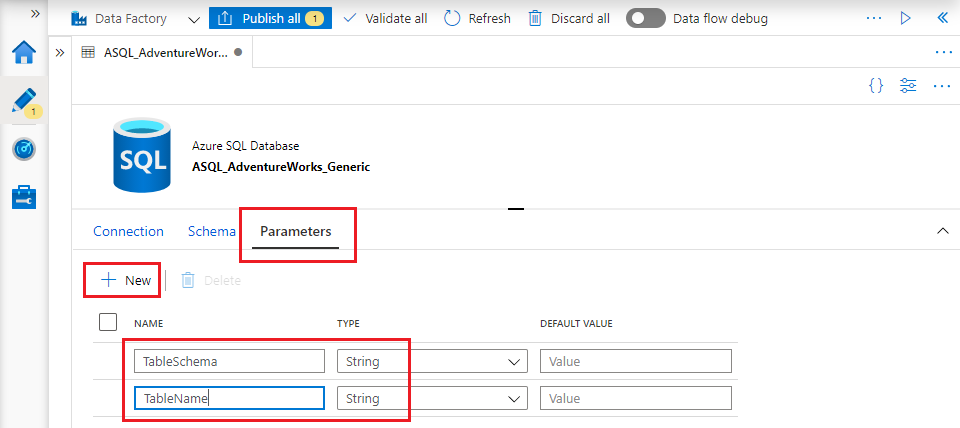 Data Factory Publish all 1 Validate all Refresh Discard all Data flow debug
ASQL_AdventureWor...
1
{}
SQL
Azure SQL Database
ASQL_AdventureWorks_Generic
Connection Schema Parameters
New Delete
NAME TYPE DEFAULT VALUE
TableSchema String Value
TableName String Value